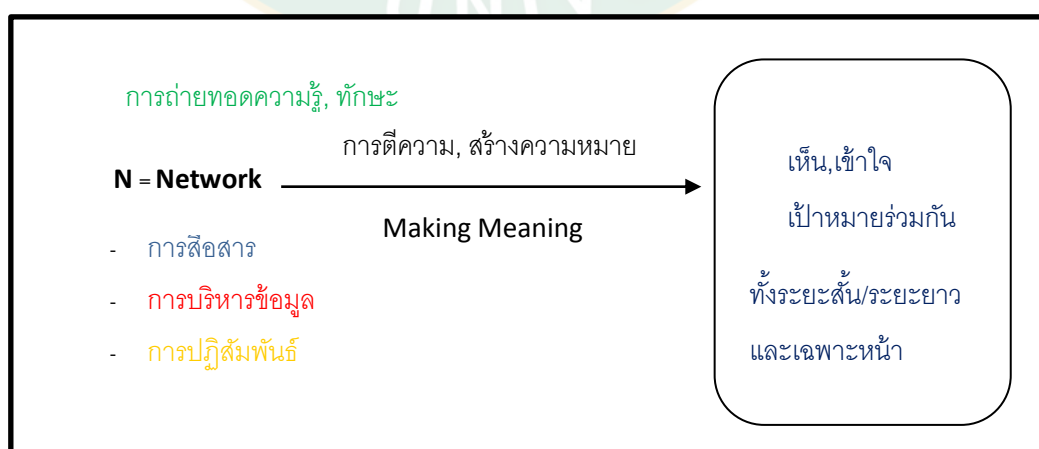 การถ่ายทอดความรู้, ทักษะ
การตีความ, สร้างความหมาย
N = Network
Making Meaning
- การสื่อสาร
- การบริหารข้อมูล
- การปฎิสัมพันธ์
เห็น,เข้าใจ
เป้าหมายร่วมกัน
ทั้งระยะสั้น/ระยะยาว
และเฉพาะหน้า